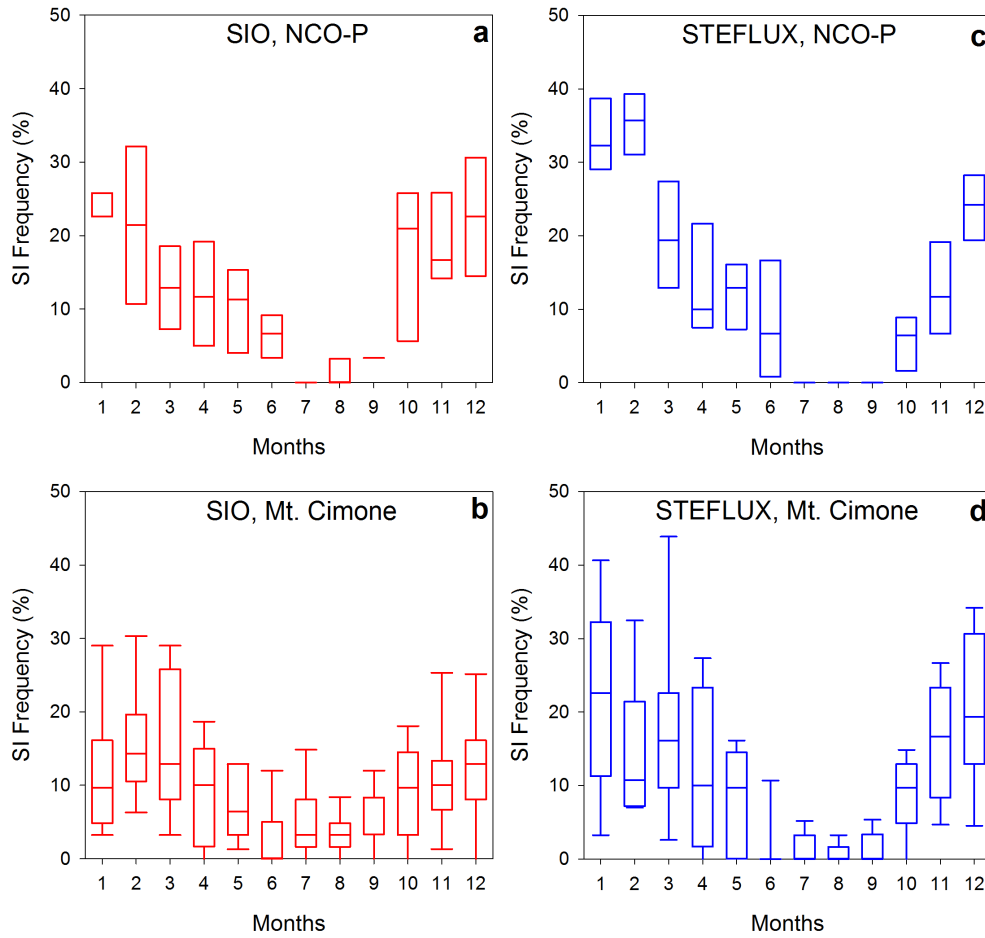 SIO, NCO-P
a
SI Frequency (%)
50
40
30
20
10
0
1 2 3 4 5 6 7 8 9 10 11 12
Months
STEFLUX, NCO-P
c
SI Frequency (%)
50
40
30
20
10
0
1 2 3 4 5 6 7 8 9 10 11 12
Months
SIO, Mt. Cimone
b
SI Frequency (%)
50
40
30
20
10
0
1 2 3 4 5 6 7 8 9 10 11 12
Months
STEFLUX, Mt. Cimone
d
SI Frequency (%)
50
40
30
20
10
0
1 2 3 4 5 6 7 8 9 10 11 12
Months